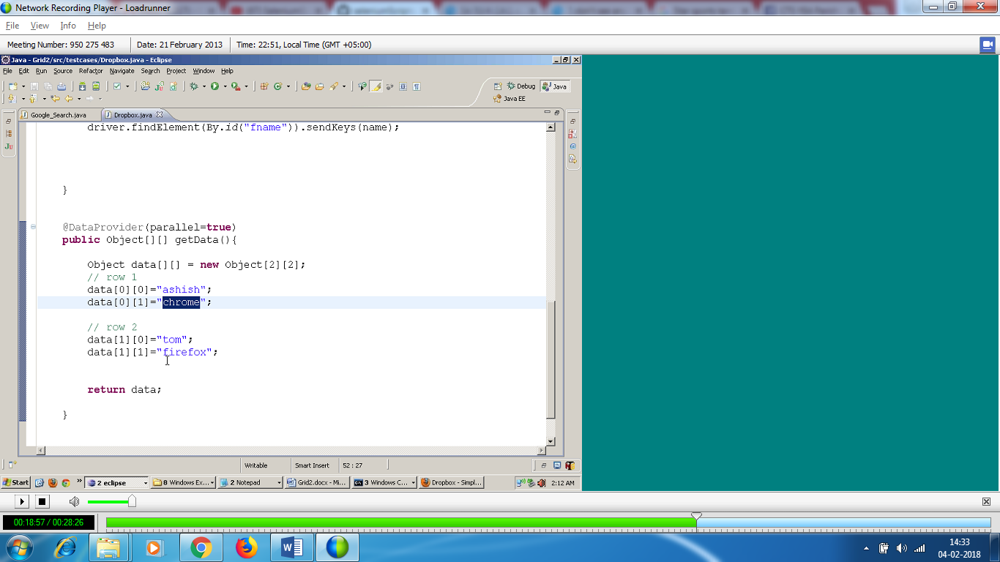 Network Recording Player - Loadrunner
File View Info Help
Meeting Number: 950 275 483 Date: 21 February 2013 Time: 22:51, Local Time (GMT +05:00)
Java - Grid2/src/testcases/Dropbox.java - Eclipse
File Edit Run Source Refactor Navigate Search Project Window Help
Debug Java
Java EE
Google_Search.java Dropbox.java
driver.findElement(By.id("fname")).sendKeys(name);
}
@DataProvider(parallel=true)
public Object[][] getData(){
Object data[][] = new Object[2][2];
// row 1
data[0][0]="ashish";
data[0][1]="chrome";
// row 2
data[1][0]="tom";
data[1][1]="firefox";
return data;
}
Writable Smart Insert 52 : 27
Start 2 eclipse 8 Windows Ex... 2 Notepad Grid2.docx - Mi... 3 Windows C... Dropbox - Simpl... 2:12 AM
00:18:57 / 00:28:26
14:33
04-02-2018